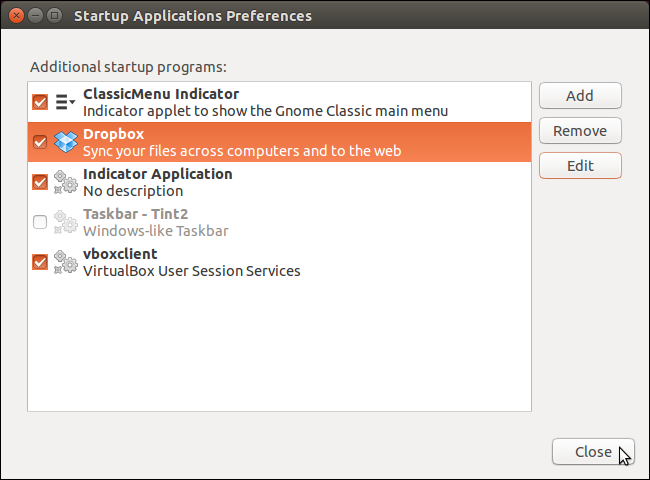 Startup Applications Preferences
Additional startup programs:
ClassicMenu Indicator
Indicator applet to show the Gnome Classic main menu
Dropbox
Sync your files across computers and to the web
Indicator Application
No description
Taskbar - Tint2
Windows-like Taskbar
vboxclient
VirtualBox User Session Services
Add
Remove
Edit
Close